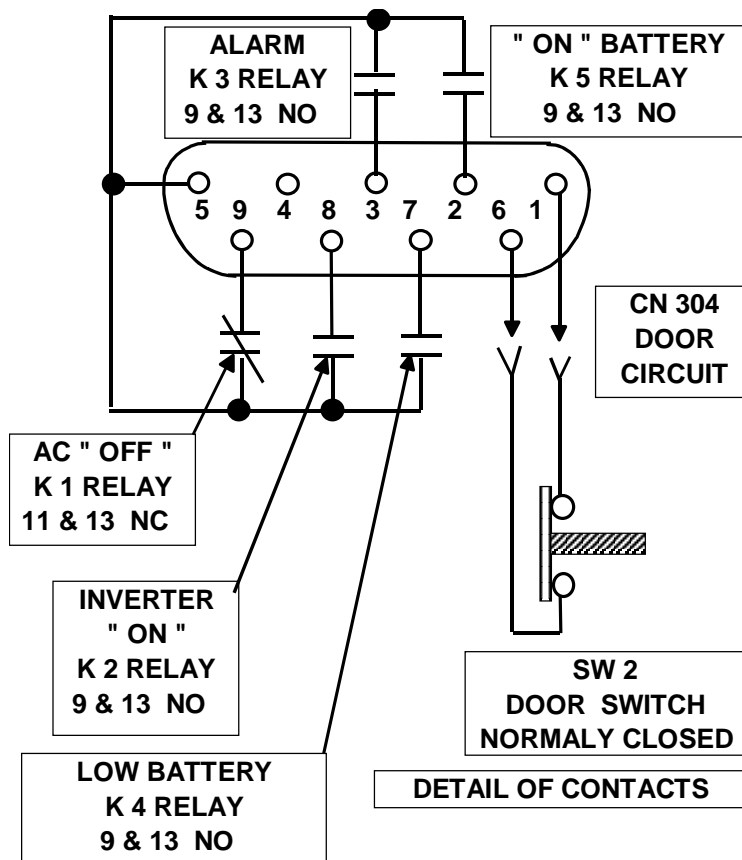 ALARM
K 3 RELAY
9 & 13 NO
" ON " BATTERY
K 5 RELAY
9 & 13 NO
5 9 4 8 3 7 2 6 1
CN 304
DOOR
CIRCUIT
AC " OFF "
K 1 RELAY
11 & 13 NC
INVERTER
" ON "
K 2 RELAY
9 & 13 NO
SW 2
DOOR SWITCH
NORMALY CLOSED
LOW BATTERY
K 4 RELAY
9 & 13 NO
DETAIL OF CONTACTS